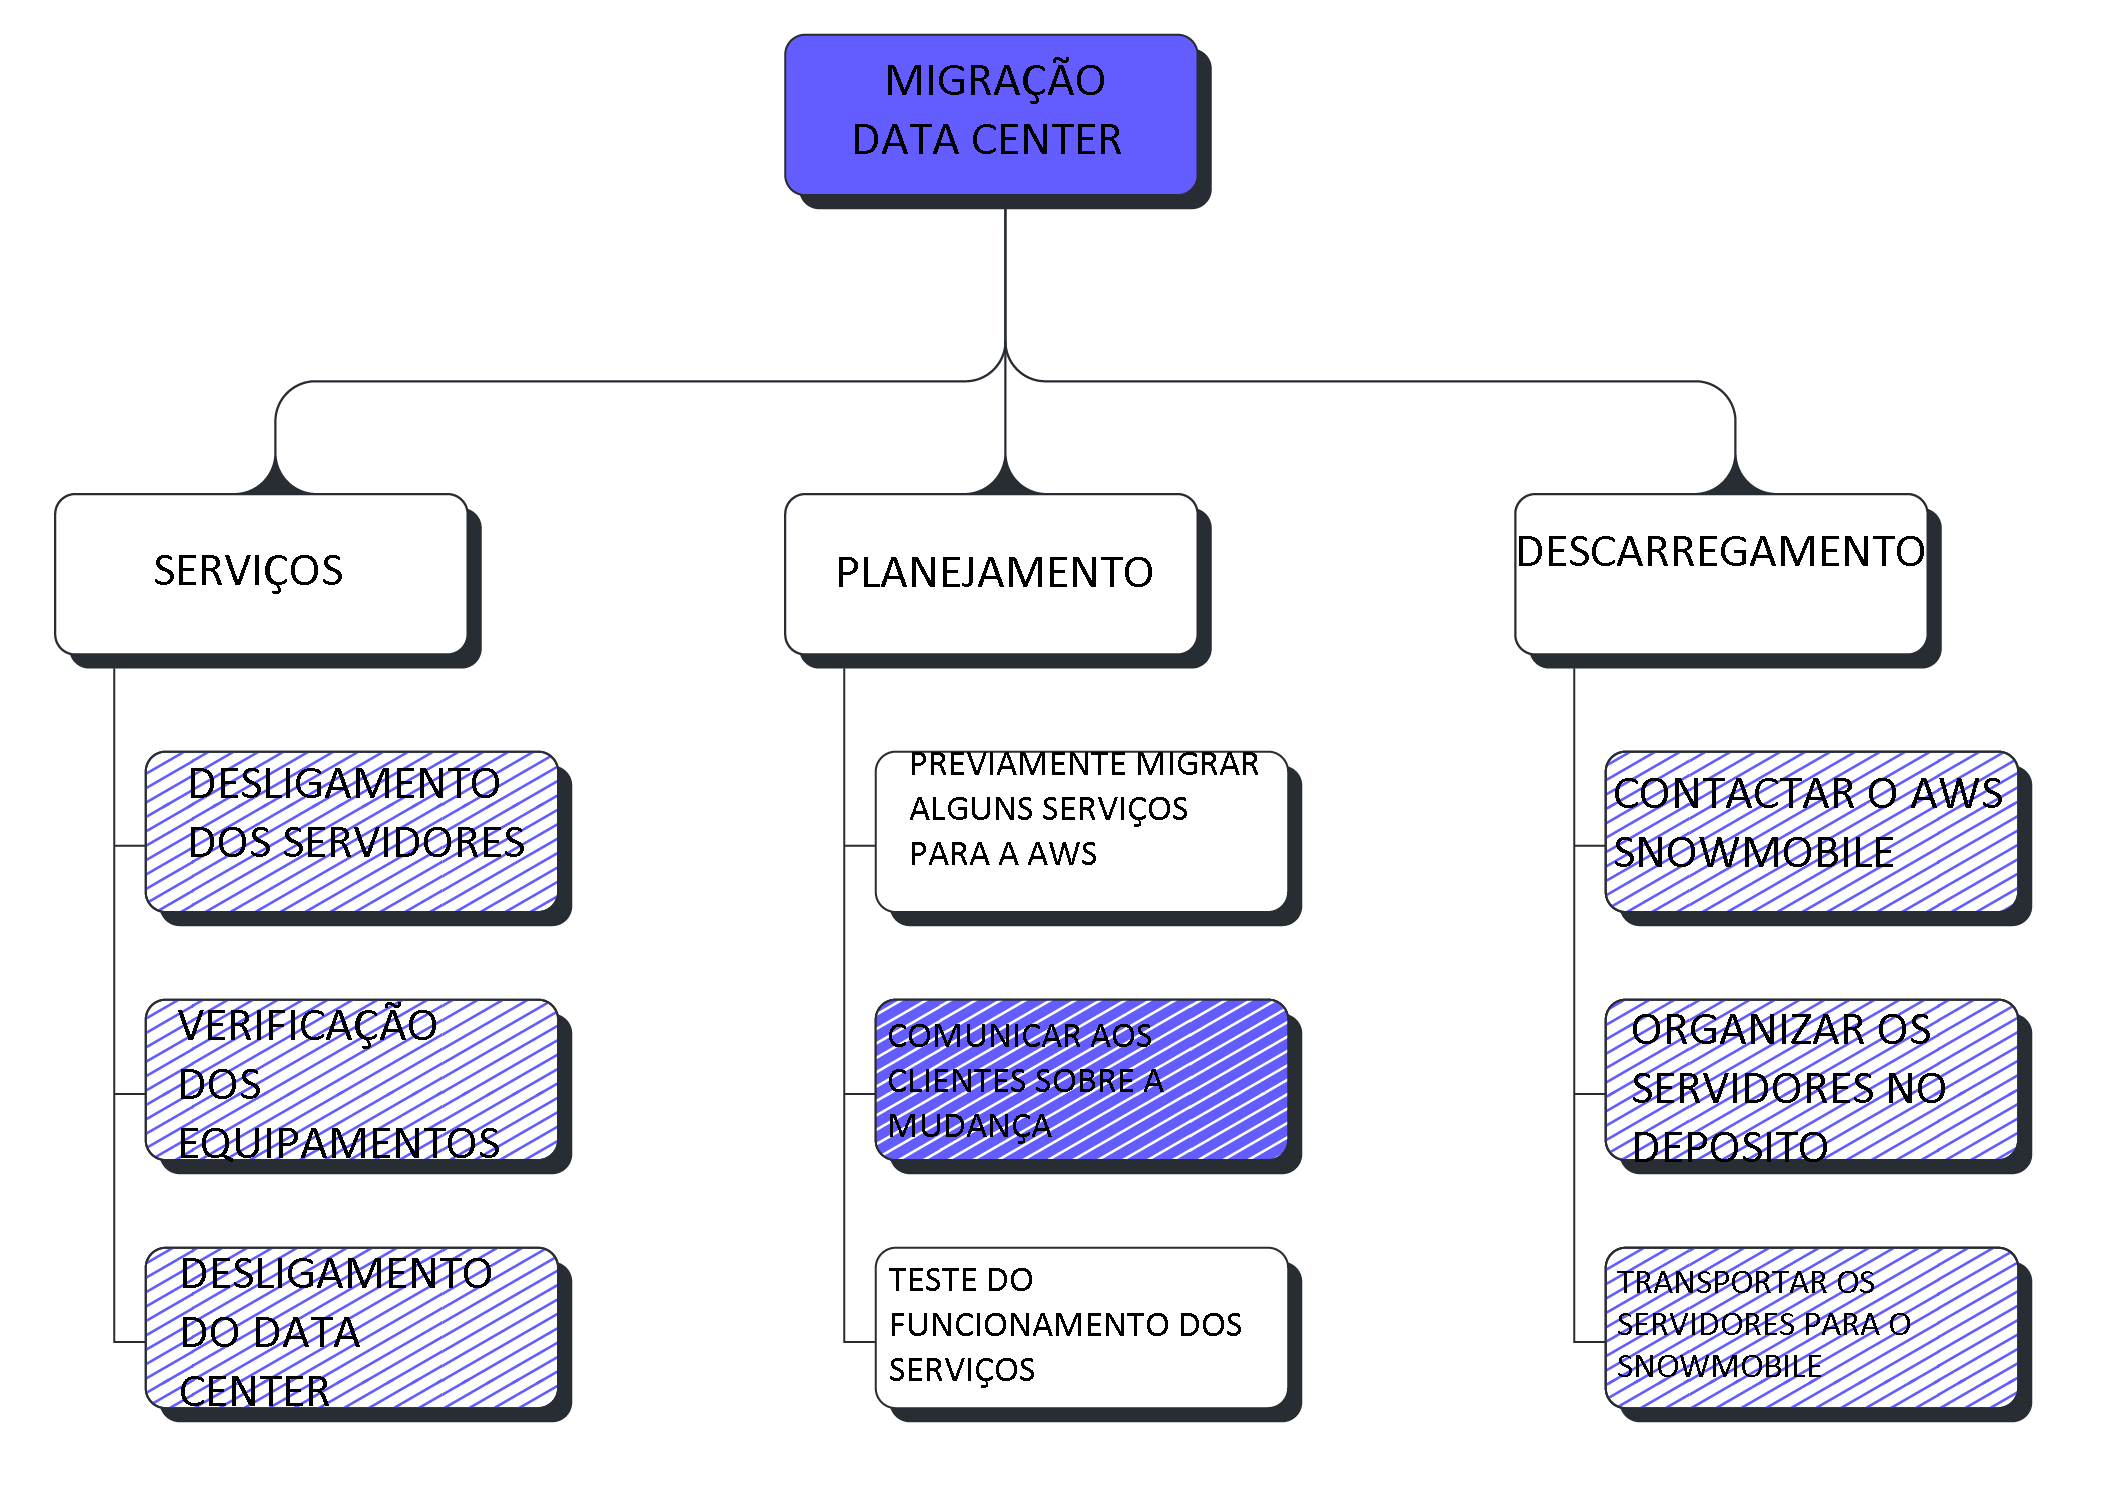 MIGRAÇÃO
DATA CENTER
SERVIÇOS
PLANEJAMENTO
DESCARREGAMENTO
DESLIGAMENTO
DOS SERVIDORES
VERIFICAÇÃO
DOS
EQUIPAMENTOS
DESLIGAMENTO
DO DATA
CENTER
PREVIAMENTE MIGRAR
ALGUNS SERVIÇOS
PARA A AWS
COMUNICAR AOS
CLIENTES SOBRE A
MUDANÇA
TESTE DO
FUNCIONAMENTO DOS
SERVIÇOS
CONTACTAR O AWS
SNOWMOBILE
ORGANIZAR OS
SERVIDORES NO
DEPOSITO
TRANSPORTAR OS
SERVIDORES PARA O
SNOWMOBILE